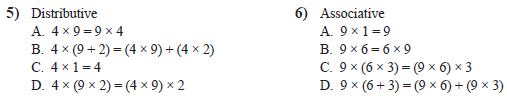 5) Distributive
A. 4 × 9 = 9 × 4
B. 4 × (9 + 2) = (4 × 9) + (4 × 2)
C. 4 × 1 = 4
D. 4 × (9 × 2) = (4 × 9) × 2
6) Associative
A. 9 × 1 = 9
B. 9 × 6 = 6 × 9
C. 9 × (6 × 3) = (9 × 6) × 3
D. 9 × (6 + 3) = (9 × 6) + (9 × 3)